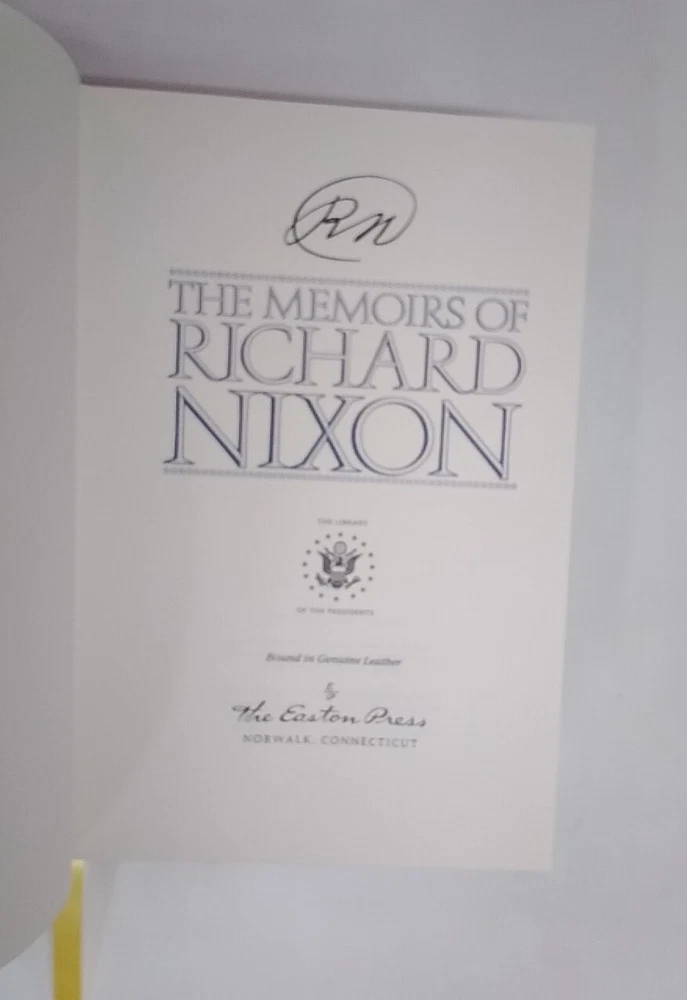 RN
THE MEMOIRS OF
RICHARD
NIXON
THE LIBRARY
OF THE PRESIDENTS
Bound in Genuine Leather
The Easton Press
NORWALK, CONNECTICUT